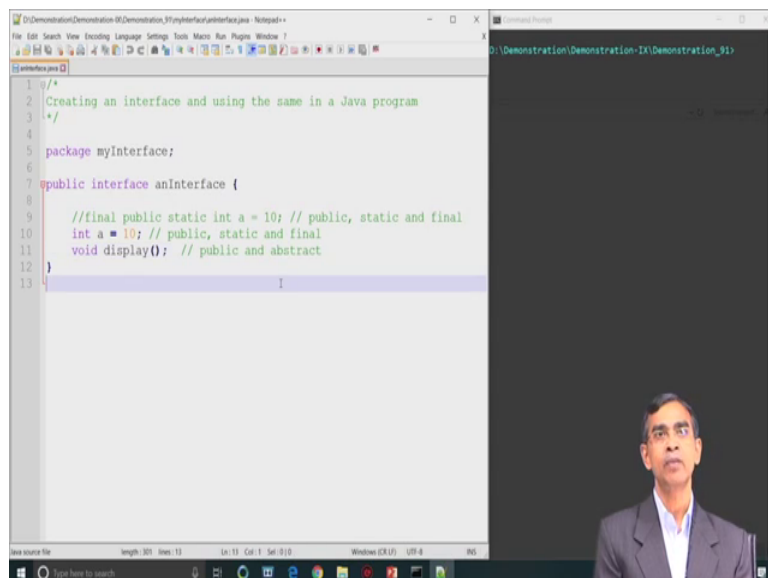 D:\Demonstration\Demonstration-00\Demonstration_91\myInterface\anInterface.java - Notepad++
File Edit Search View Encoding Language Settings Tools Macro Run Plugins Window ? X
anInterface.java
1 /*
2 Creating an interface and using the same in a Java program
3 */
4
5 package myInterface;
6
7 public interface anInterface {
8
9 //final public static int a = 10; // public, static and final
10 int a = 10; // public, static and final
11 void display(); // public and abstract
12 }
13
Java source file length : 301 lines : 13 Ln : 13 Col : 1 Sel : 0 | 0 Windows (CR LF) UTF-8 INS
Command Prompt
D:\Demonstration\Demonstration-IX\Demonstration_91>
Type here to search